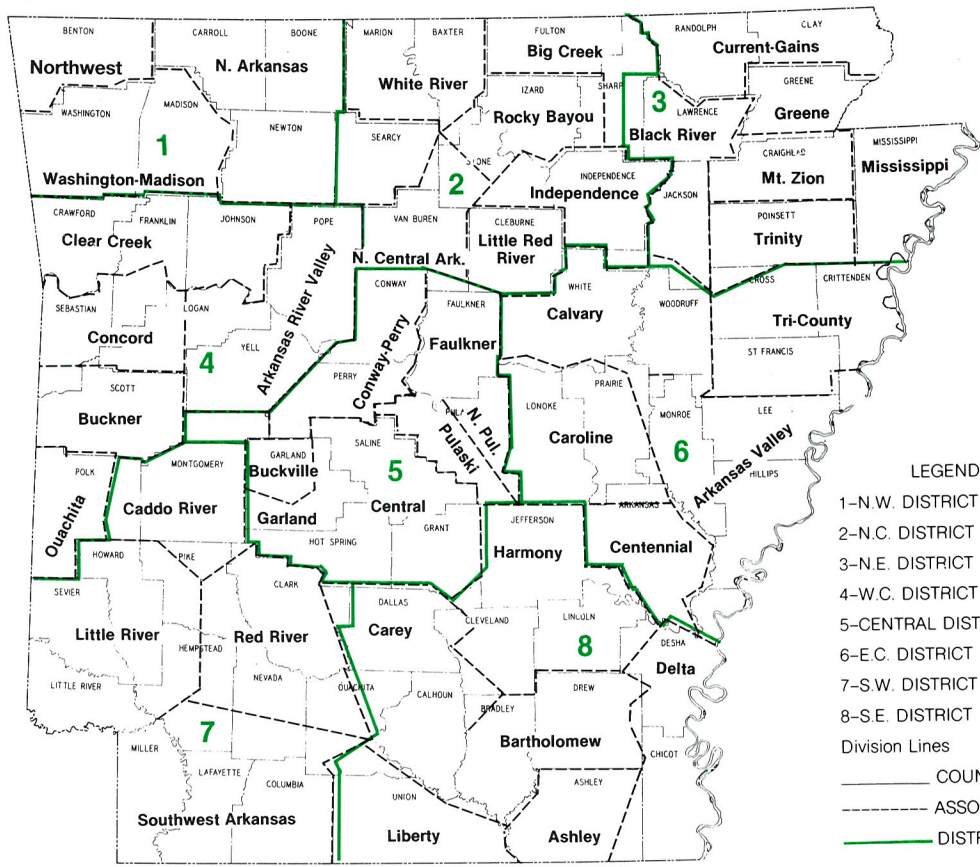 BENTON
CARROLL
BOONE
MARION
BAXTER
FULTON
RANDOLPH
CLAY
Northwest
N. Arkansas
White River
Big Creek
Current-Gains
WASHINGTON
MADISON
NEWTON
SEARCY
IZARD
SHARP
LAWRENCE
GREENE
Rocky Bayou
3
Black River
Greene
1
Washington-Madison
2
INDEPENDENCE
Independence
JACKSON
CRAIGHEAD
Mt. Zion
MISSISSIPPI
Mississippi
CRAWFORD
FRANKLIN
JOHNSON
POPE
VAN BUREN
CLEBURNE
POINSETT
Clear Creek
Little Red
River
Trinity
N. Central Ark.
Arkansas River Valley
SEBASTIAN
LOGAN
CONWAY
FAULKNER
WHITE
WOODRUFF
CROSS
CRITTENDEN
Concord
Calvary
Tri-County
4
YELL
PERRY
Conway-Perry
Faulkner
ST FRANCIS
SCOTT
Buckner
PRAIRIE
LONOKE
MONROE
LEE
N. Pul.
Pulaski
Caroline
Arkansas Valley
POLK
MONTGOMERY
GARLAND
SALINE
5
6
PHILLIPS
Ouachita
Caddo River
Buckville
Garland
Central
HOT SPRING
GRANT
JEFFERSON
ARKANSAS
Harmony
Centennial
HOWARD
PIKE
CLARK
SEVIER
DALLAS
CLEVELAND
LINCOLN
DESHA
Little River
Red River
Carey
8
Delta
HEMPSTEAD
NEVADA
OUACHITA
CALHOUN
BRADLEY
DREW
LITTLE RIVER
7
MILLER
LAFAYETTE
COLUMBIA
UNION
Bartholomew
CHICOT
ASHLEY
Southwest Arkansas
Liberty
Ashley
LEGEND
1-N.W. DISTRICT
2-N.C. DISTRICT
3-N.E. DISTRICT
4-W.C. DISTRICT
5-CENTRAL DIST
6-E.C. DISTRICT
7-S.W. DISTRICT
8-S.E. DISTRICT
Division Lines
COUN
ASSO
DISTR